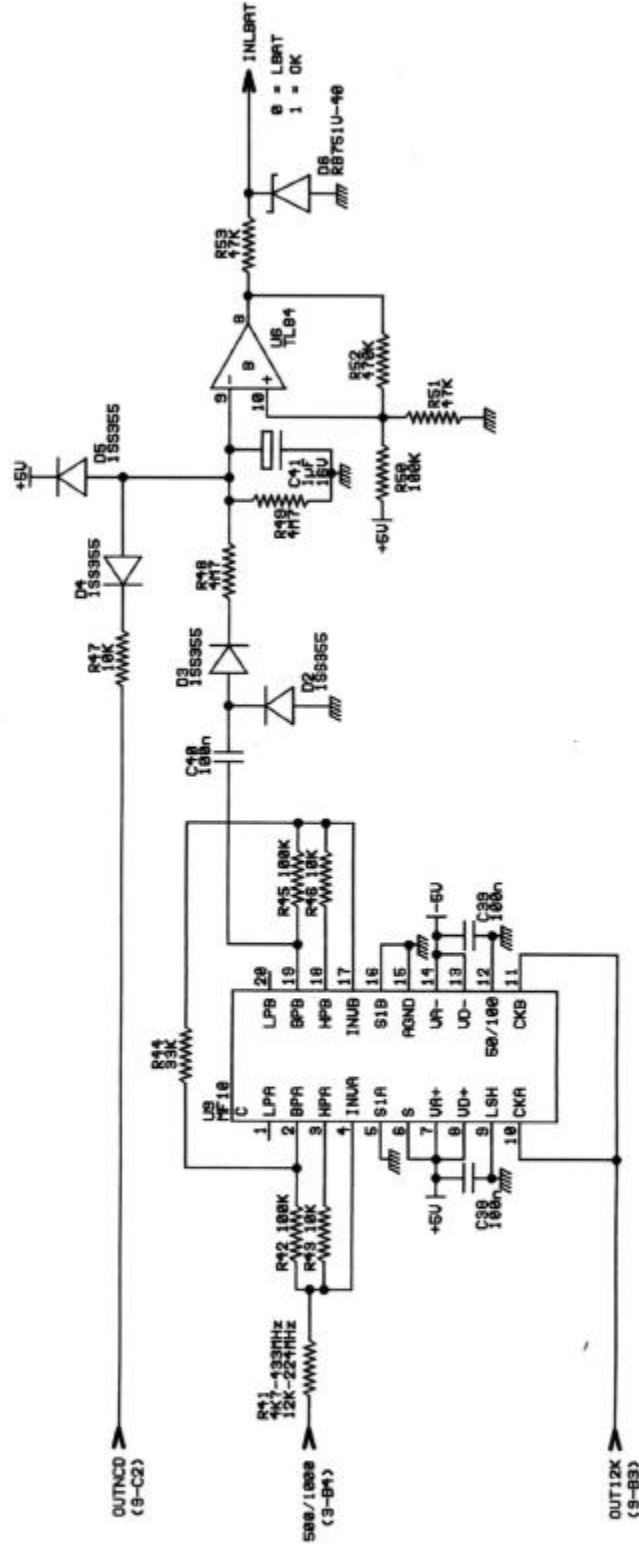 OUTNCD
(9-C2)
R47
10K
D4
1SS355
+5V
D5
1SS355
500/1000
(3-B4)
R41
4K7-433MHz
12K-224MHz
R42 100K
R43 10K
R44
33K
U9
MF10
C
1 LPA
2 BPA
3 HPA
4 INVA
5 S1A
6 S
7 VA+
8 VD+
9 LSH
10 CKA
LPB 20
BPB 19
HPB 18
INVB 17
S1B 16
AGND 15
VA- 14
VD- 13
50/100 12
CKB 11
+5V
C38
100n
-5V
C39
100n
R45 100K
R46 10K
C40
100n
D3
1SS355
D2
1SS355
R48
4M7
R49
4M7
C41
1µF
16V
9
10
-
+
B
8
U6
TL84
+5V
R50
100K
R52
470K
R51
47K
R53
47K
D6
RB751V-40
INLBAT
0 = LBAT
1 = OK
OUT12K
(9-B3)